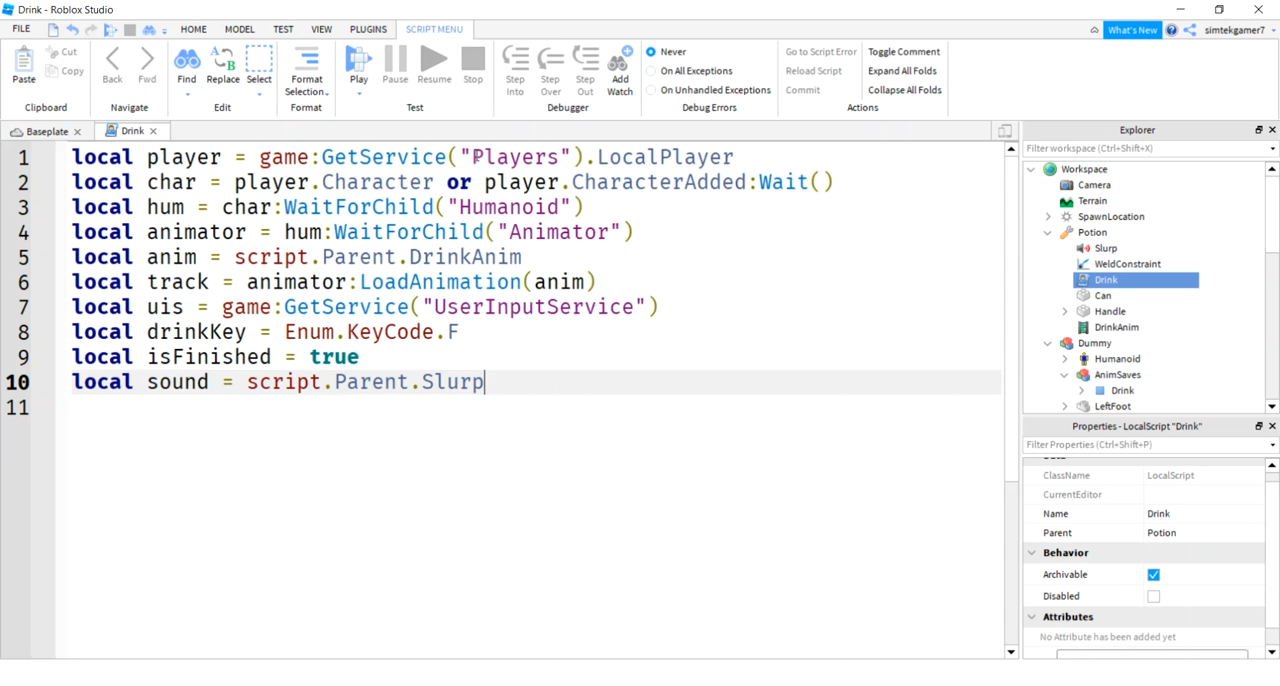 Drink - Roblox Studio
FILE HOME MODEL TEST VIEW PLUGINS SCRIPT MENU What's New simtekgamer7
Paste Cut Copy
Clipboard
Back Fwd
Navigate
Find Replace Select
Edit
Format Selection
Format
Play Pause Resume Stop
Test
Step Into Step Over Step Out Add Watch
Debugger
Never
On All Exceptions
On Unhandled Exceptions
Debug Errors
Go to Script Error
Reload Script
Commit
Toggle Comment
Expand All Folds
Collapse All Folds
Actions
Baseplate Drink
1 local player = game:GetService("Players").LocalPlayer
2 local char = player.Character or player.CharacterAdded:Wait()
3 local hum = char:WaitForChild("Humanoid")
4 local animator = hum:WaitForChild("Animator")
5 local anim = script.Parent.DrinkAnim
6 local track = animator:LoadAnimation(anim)
7 local uis = game:GetService("UserInputService")
8 local drinkKey = Enum.KeyCode.F
9 local isFinished = true
10 local sound = script.Parent.Slurp
11
Explorer
Filter workspace (Ctrl+Shift+X)
Workspace
Camera
Terrain
SpawnLocation
Potion
Slurp
WeldConstraint
Drink
Can
Handle
DrinkAnim
Dummy
Humanoid
AnimSaves
Drink
LeftFoot
Properties - LocalScript "Drink"
Filter Properties (Ctrl+Shift+P)
ClassName LocalScript
CurrentEditor
Name Drink
Parent Potion
Behavior
Archivable
Disabled
Attributes
No Attribute has been added yet